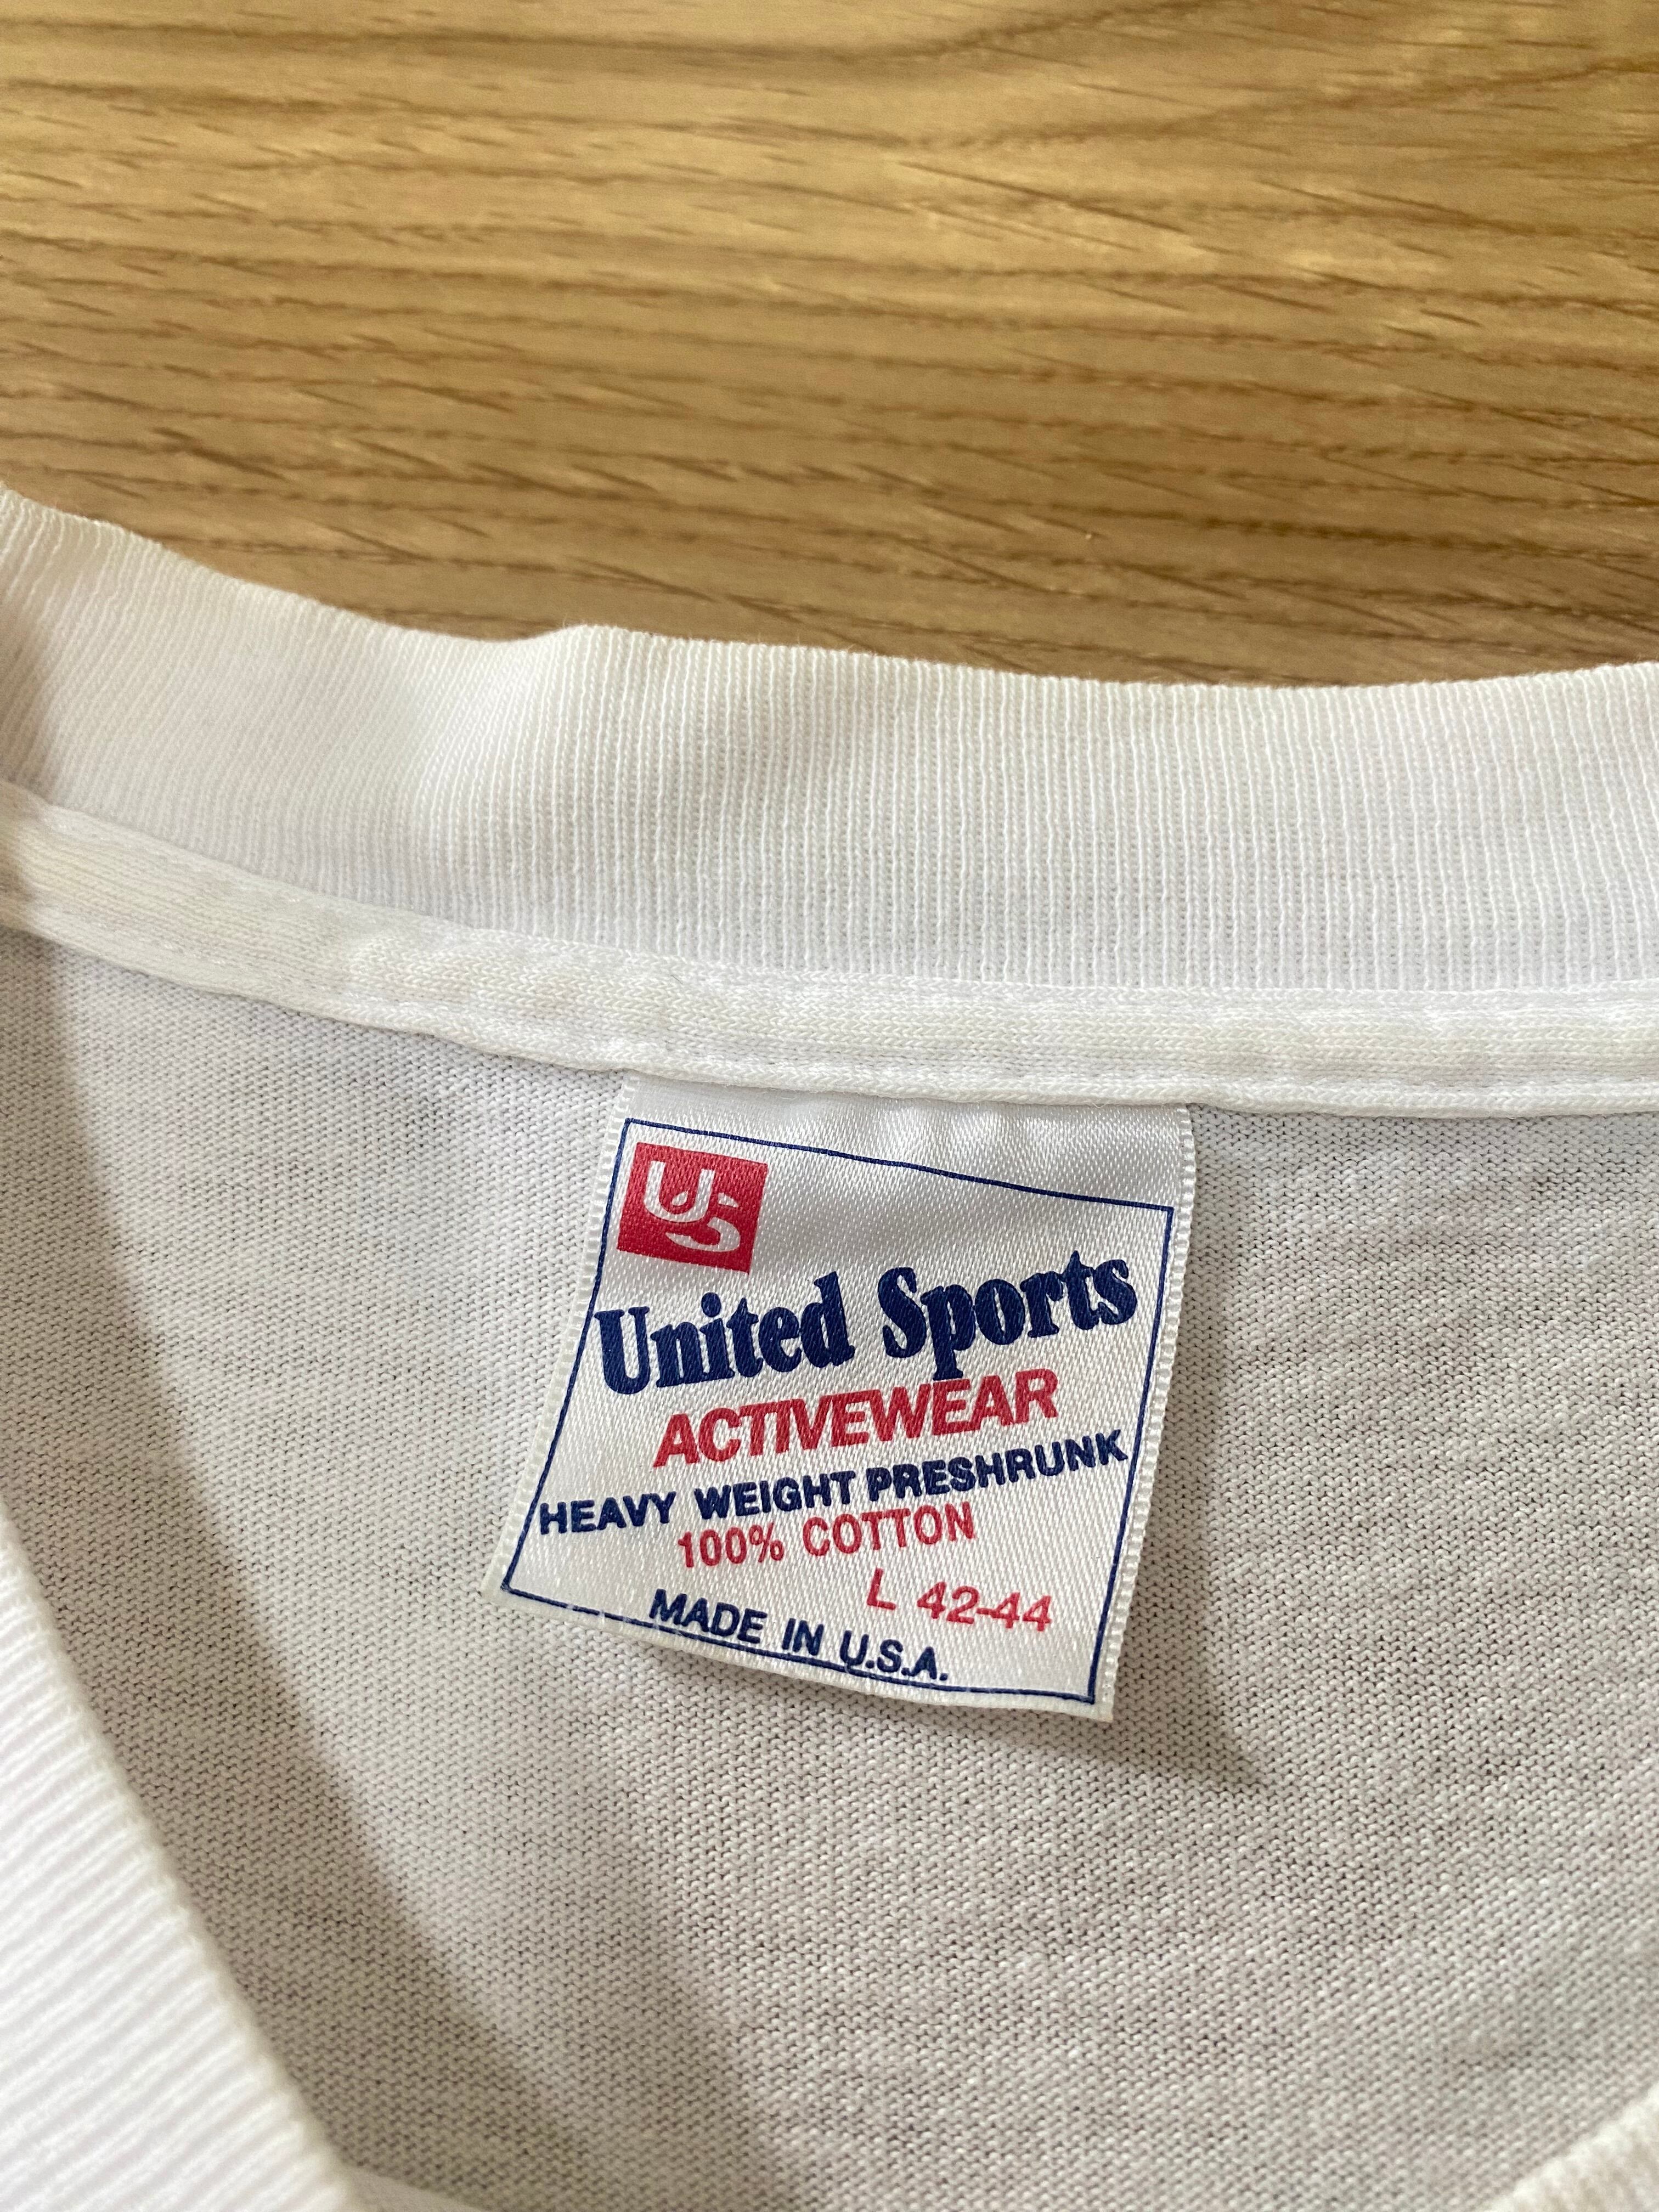 US
United Sports
ACTIVEWEAR
HEAVY WEIGHT PRESHRUNK
100% COTTON
L 42-44
MADE IN U.S.A.